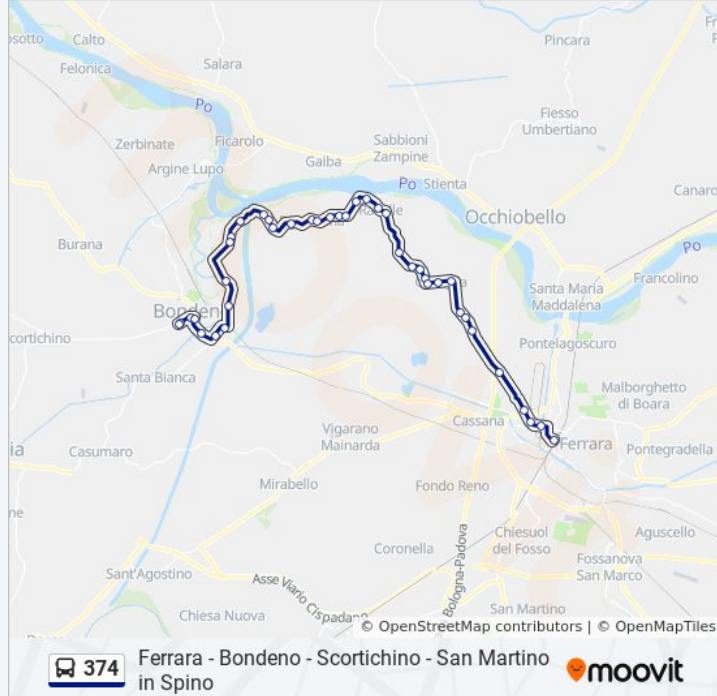 osotto
Calto
Felonica
Salara
Po
Pincara
Fiesso
Umbertiano
Zerbinate
Ficarolo
Sabbioni
Zampine
Argine Lupo
Gaiba
Po
Stienta
Canaro
Occhiobello
Burana
Po
Francolino
Santa Maria
Maddalena
Bondeno
cortichino
Pontelagoscuro
Santa Bianca
Malborghetto
di Boara
Cassana
Vigarano
Mainarda
Ferrara
Pontegradella
ia
Casumaro
Mirabello
Fondo Reno
ne
Chiesuol
del Fosso
Aguscello
Coronella
Fossanova
San Marco
Sant'Agostino
Bologna-Padova
Asse Viario Cispadano
Chiesa Nuova
San Martino
© OpenStreetMap contributors | © OpenMapTiles
374
Ferrara - Bondeno - Scortichino - San Martino
in Spino
moovit